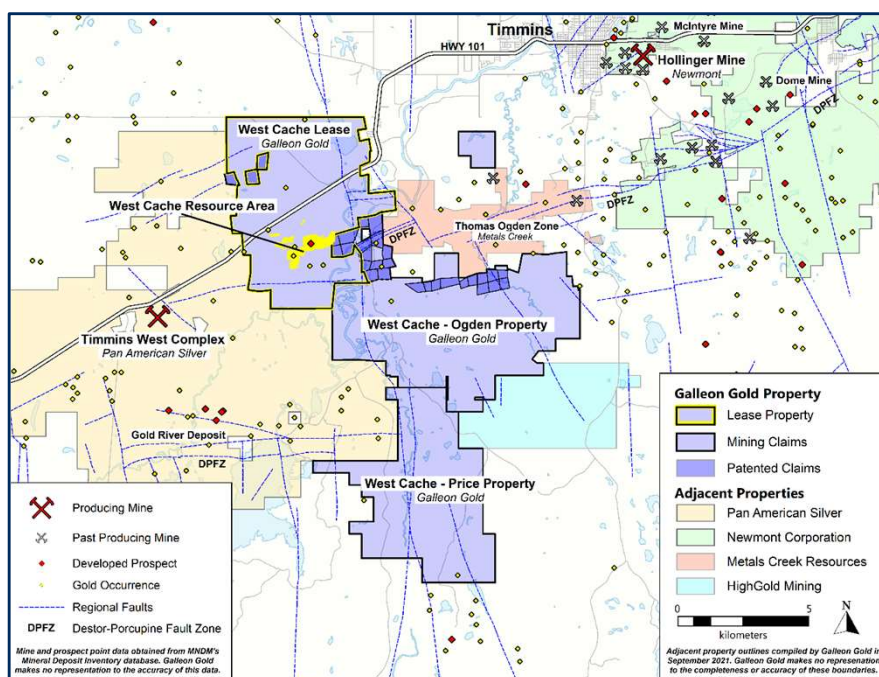 Timmins
McIntyre Mine
HWY 101
Hollinger Mine
Newmont
Dome Mine
DPFZ
West Cache Lease
Galleon Gold
West Cache Resource Area
DPFZ
Thomas Ogden Zone
Metals Creek
DPFZ
Timmins West Complex
Pan American Silver
West Cache - Ogden Property
Galleon Gold
Gold River Deposit
DPFZ
West Cache - Price Property
Galleon Gold
Producing Mine
Past Producing Mine
Developed Prospect
Gold Occurrence
Regional Faults
DPFZ Destor-Porcupine Fault Zone
Mine and prospect point data obtained from MNDM's
Mineral Deposit Inventory database. Galleon Gold
makes no representation to the accuracy of this data.
Galleon Gold Property
Lease Property
Mining Claims
Patented Claims
Adjacent Properties
Pan American Silver
Newmont Corporation
Metals Creek Resources
HighGold Mining
0 5
kilometers
N
Adjacent property outlines compiled by Galleon Gold in
September 2021. Galleon Gold makes no represenation
to the completeness or accuracy of these boundaries.